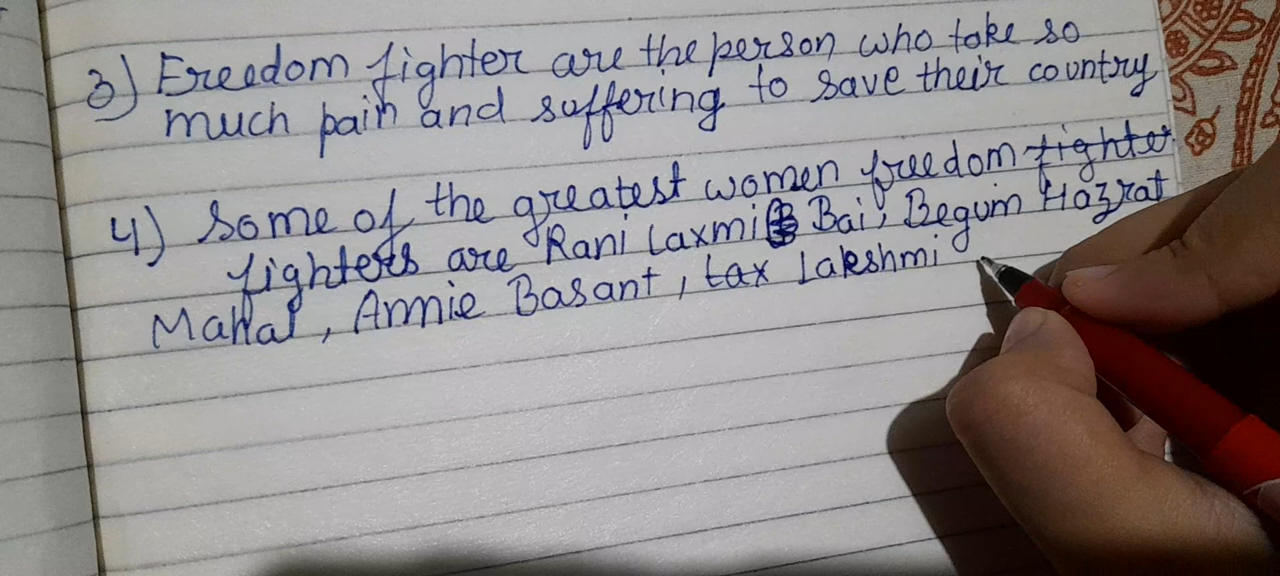 3) Freedom fighter are the person who take so
much pain and suffering to save their country
4) Some of the greatest women freedom fighter
fighters are Rani Laxmi Bai, Begum Hazrat
Mahal, Annie Basant, tax Lakshmi